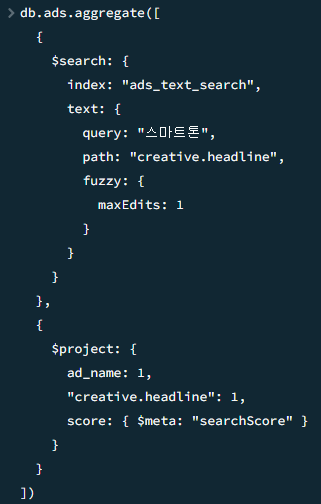 > db.ads.aggregate([
{
$search: {
index: "ads_text_search",
text: {
query: "스마트톤",
path: "creative.headline",
fuzzy: {
maxEdits: 1
}
}
}
},
{
$project: {
ad_name: 1,
"creative.headline": 1,
score: { $meta: "searchScore" }
}
}
])